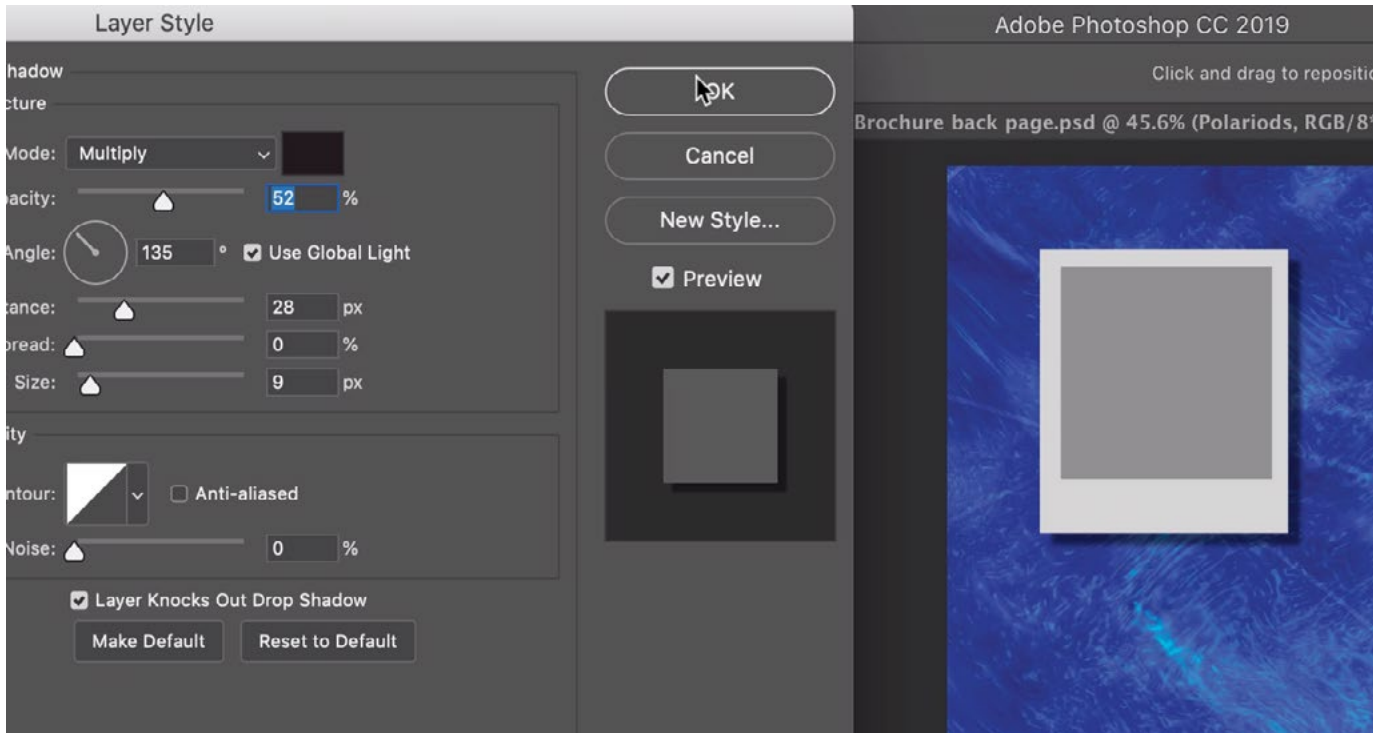 Layer Style
Adobe Photoshop CC 2019
hadow
Click and drag to repositic
cture
OK
Brochure back page.psd @ 45.6% (Polariods, RGB/8*
Mode: Multiply
Cancel
pacity: 52 %
New Style...
Angle: 135 ° Use Global Light
Preview
tance: 28 px
pread: 0 %
Size: 9 px
ity
ntour: Anti-aliased
Noise: 0 %
Layer Knocks Out Drop Shadow
Make Default Reset to Default